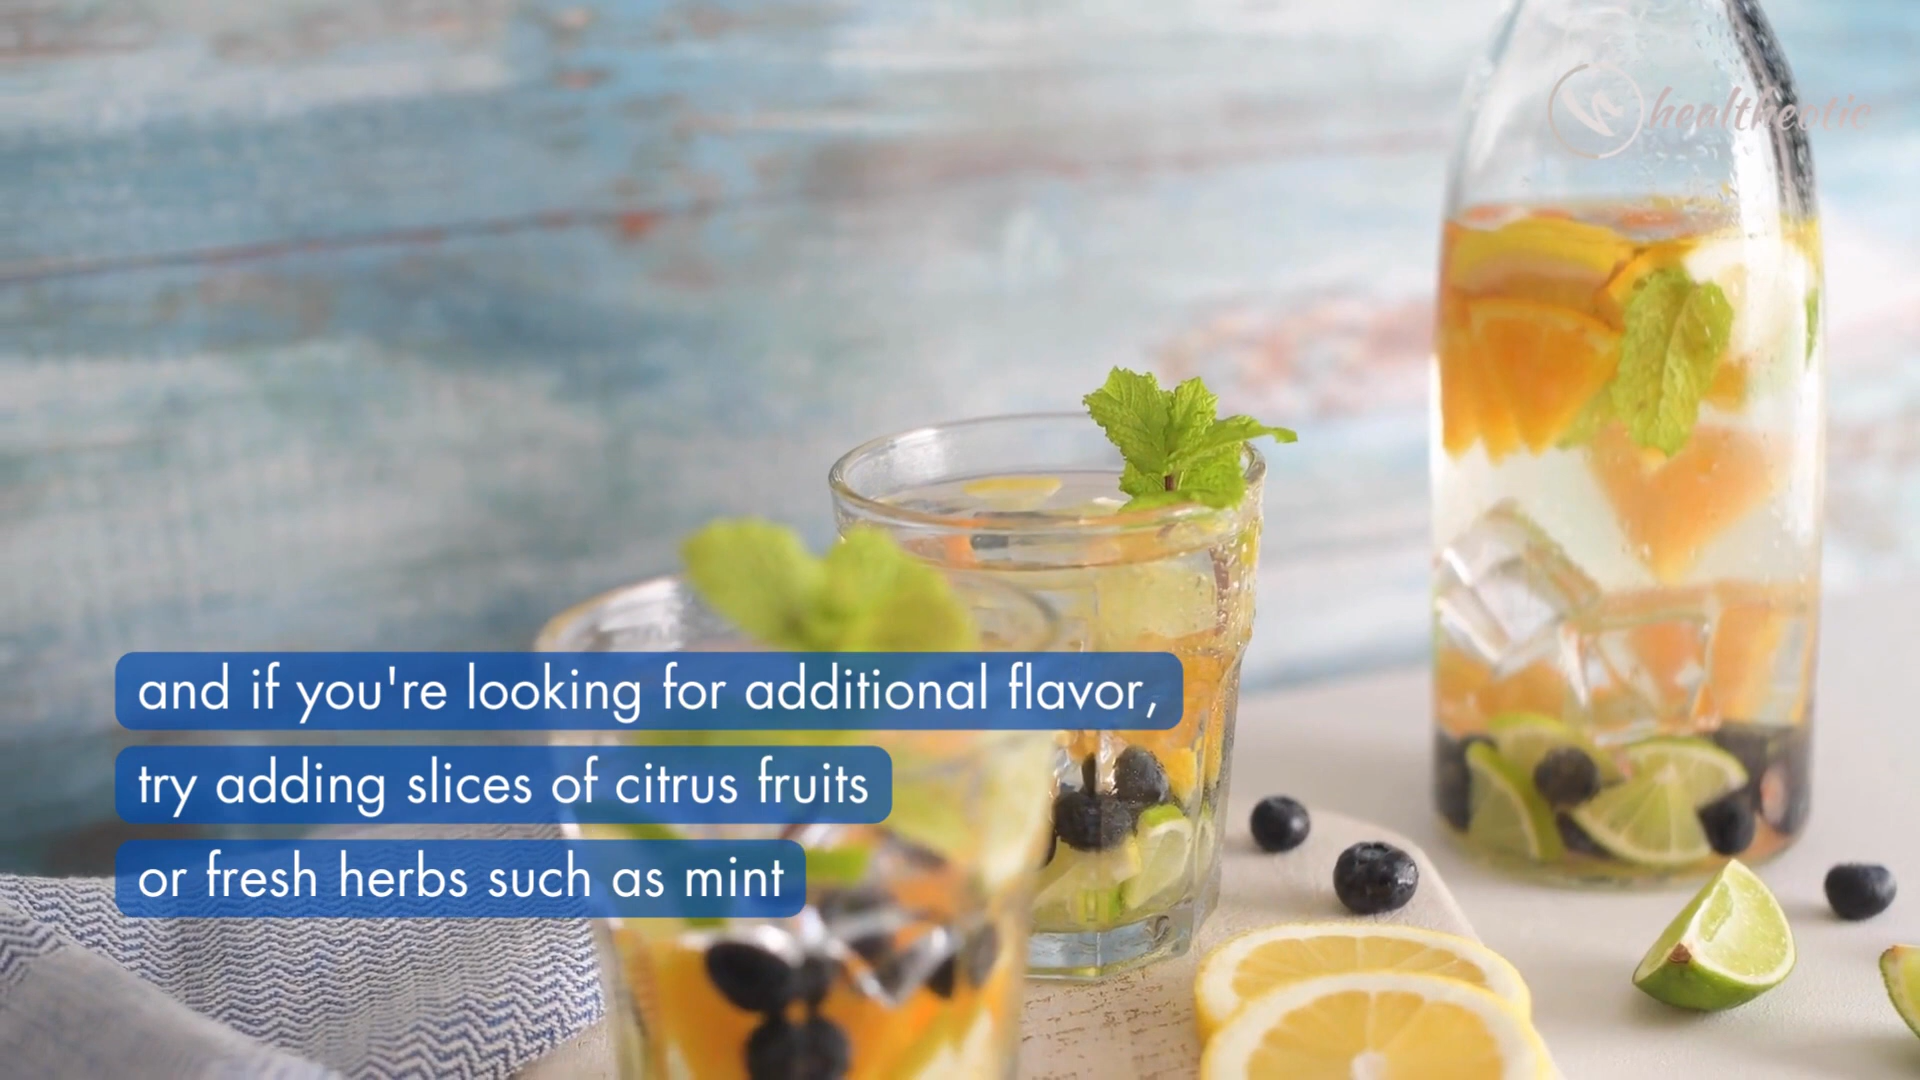 healtheotic
and if you're looking for additional flavor,
try adding slices of citrus fruits
or fresh herbs such as mint